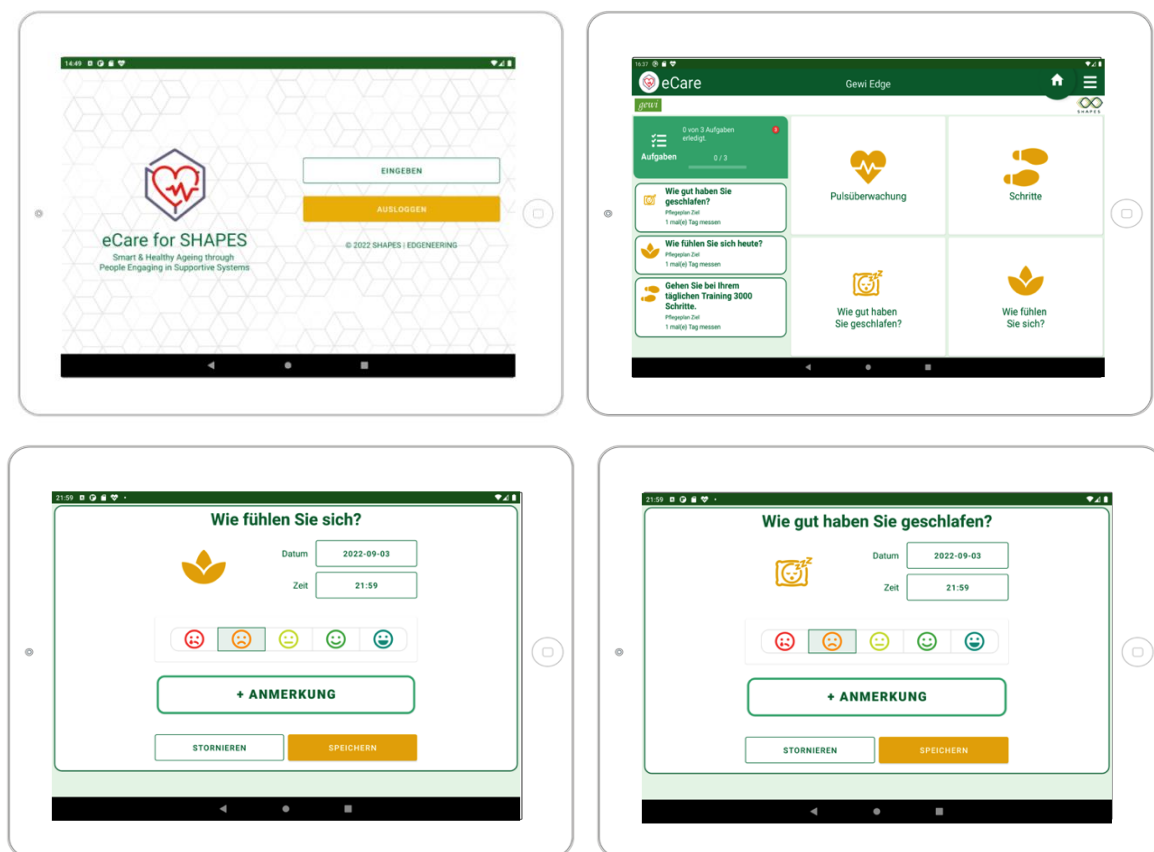 14:49
eCare for SHAPES
Smart & Healthy Ageing through
People Engaging in Supportive Systems
EINGEBEN
AUSLOGGEN
© 2022 SHAPES | EDGENEERING
16:37
eCare
Gewi Edge
gewi
SHAPES
0 von 3 Aufgaben
erledigt.
3
Aufgaben
0 / 3
Wie gut haben Sie
geschlafen?
Pflegeplan Ziel
1 mal(e) Tag messen
Wie fühlen Sie sich heute?
Pflegeplan Ziel
1 mal(e) Tag messen
Gehen Sie bei Ihrem
täglichen Training 3000
Schritte.
Pflegeplan Ziel
1 mal(e) Tag messen
Pulsüberwachung
Schritte
Wie gut haben
Sie geschlafen?
Wie fühlen
Sie sich?
21:59
Wie fühlen Sie sich?
Datum
2022-09-03
Zeit
21:59
+ ANMERKUNG
STORNIEREN
SPEICHERN
21:59
Wie gut haben Sie geschlafen?
Datum
2022-09-03
Zeit
21:59
+ ANMERKUNG
STORNIEREN
SPEICHERN